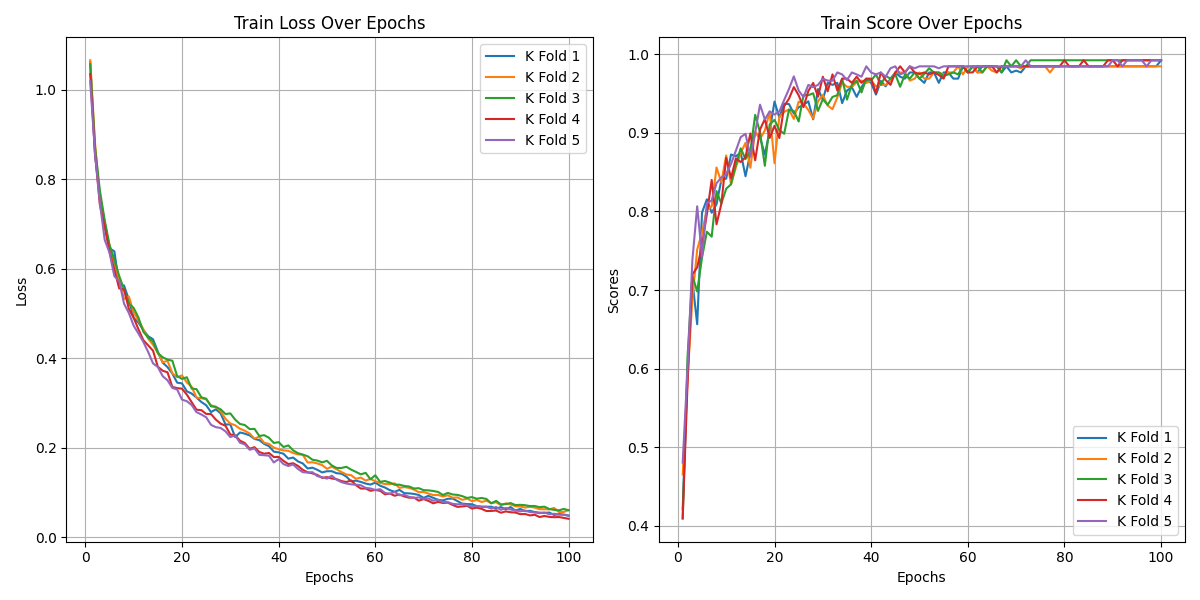 Train Loss Over Epochs
Loss
1.0
0.8
0.6
0.4
0.2
0.0
0 20 40 60 80 100
Epochs
K Fold 1
K Fold 2
K Fold 3
K Fold 4
K Fold 5
Train Score Over Epochs
Scores
1.0
0.9
0.8
0.7
0.6
0.5
0.4
0 20 40 60 80 100
Epochs
K Fold 1
K Fold 2
K Fold 3
K Fold 4
K Fold 5